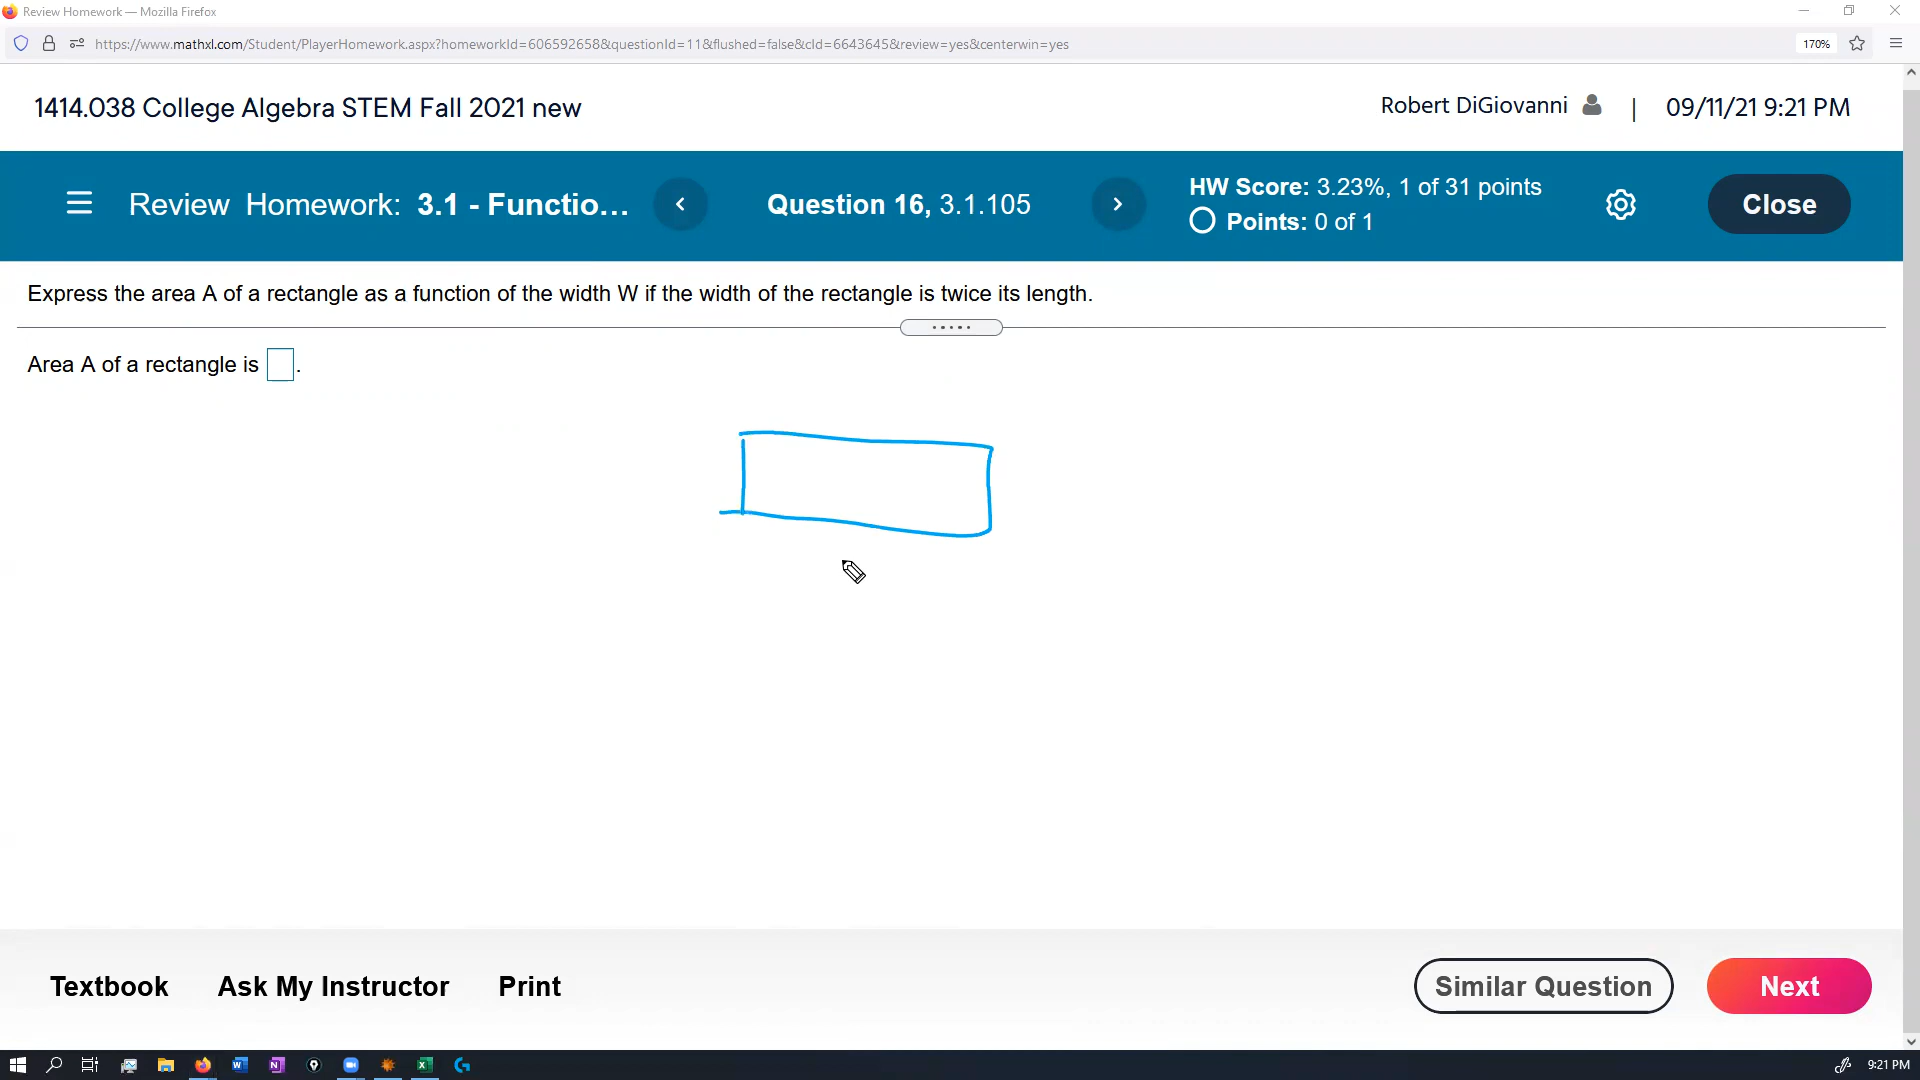 Review Homework — Mozilla Firefox
https://www.mathxl.com/Student/PlayerHomework.aspx?homeworkId=606592658&questionId=11&flushed=false&cId=6643645&review=yes&centerwin=yes
170%
1414.038 College Algebra STEM Fall 2021 new
Robert DiGiovanni | 09/11/21 9:21 PM
Review Homework: 3.1 - Functio...
Question 16, 3.1.105
HW Score: 3.23%, 1 of 31 points
Points: 0 of 1
Close
Express the area A of a rectangle as a function of the width W if the width of the rectangle is twice its length.
Area A of a rectangle is .
Textbook Ask My Instructor Print
Similar Question
Next
9:21 PM